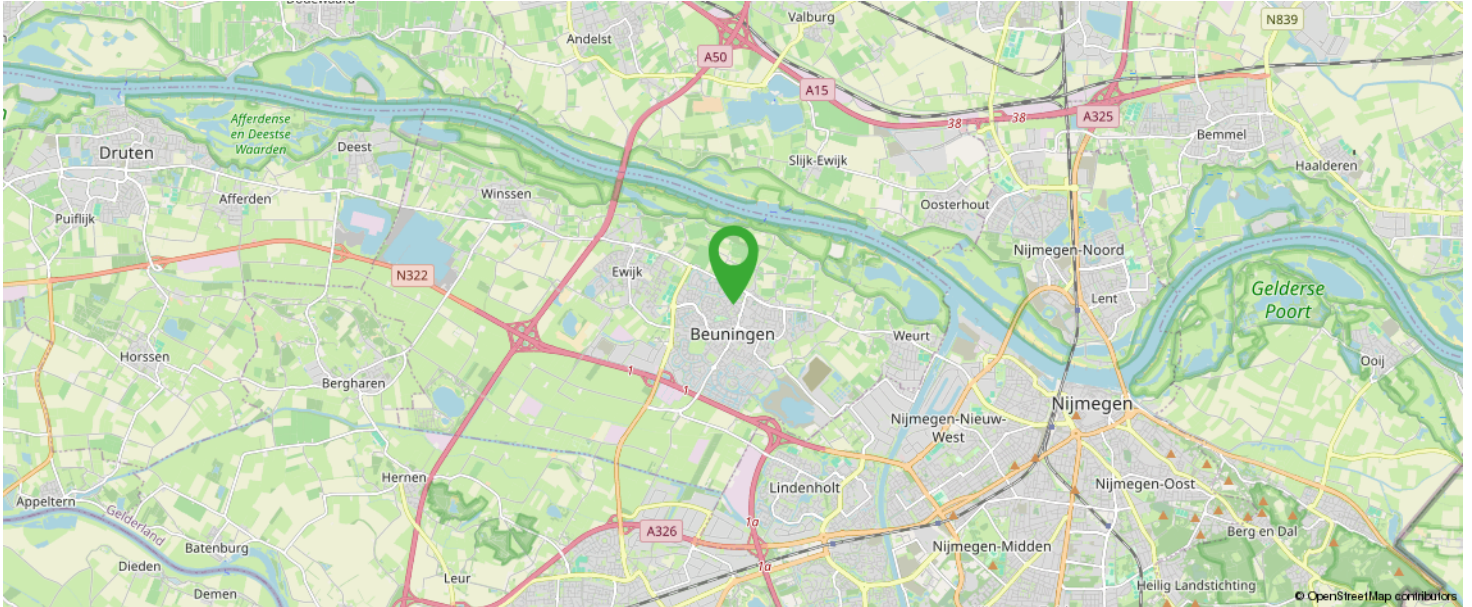 Valburg
N839
Andelst
A50
A15
38
38
A325
Afferdense
en Deestse
Waarden
Bemmel
Druten
Deest
Slijk-Ewijk
Haalderen
Winssen
Afferden
Oosterhout
Puiflijk
Nijmegen-Noord
N322
Ewijk
Gelderse
Poort
Lent
Beuningen
Weurt
Horssen
Ooij
1
1
Bergharen
Nijmegen
Nijmegen-Nieuw-
West
Hernen
Lindenholt
Nijmegen-Oost
Appeltern
Gelderland
1a
A326
Berg en Dal
Batenburg
Nijmegen-Midden
Dieden
1a
Leur
Heilig Landstichting
Demen
© OpenStreetMap contributors